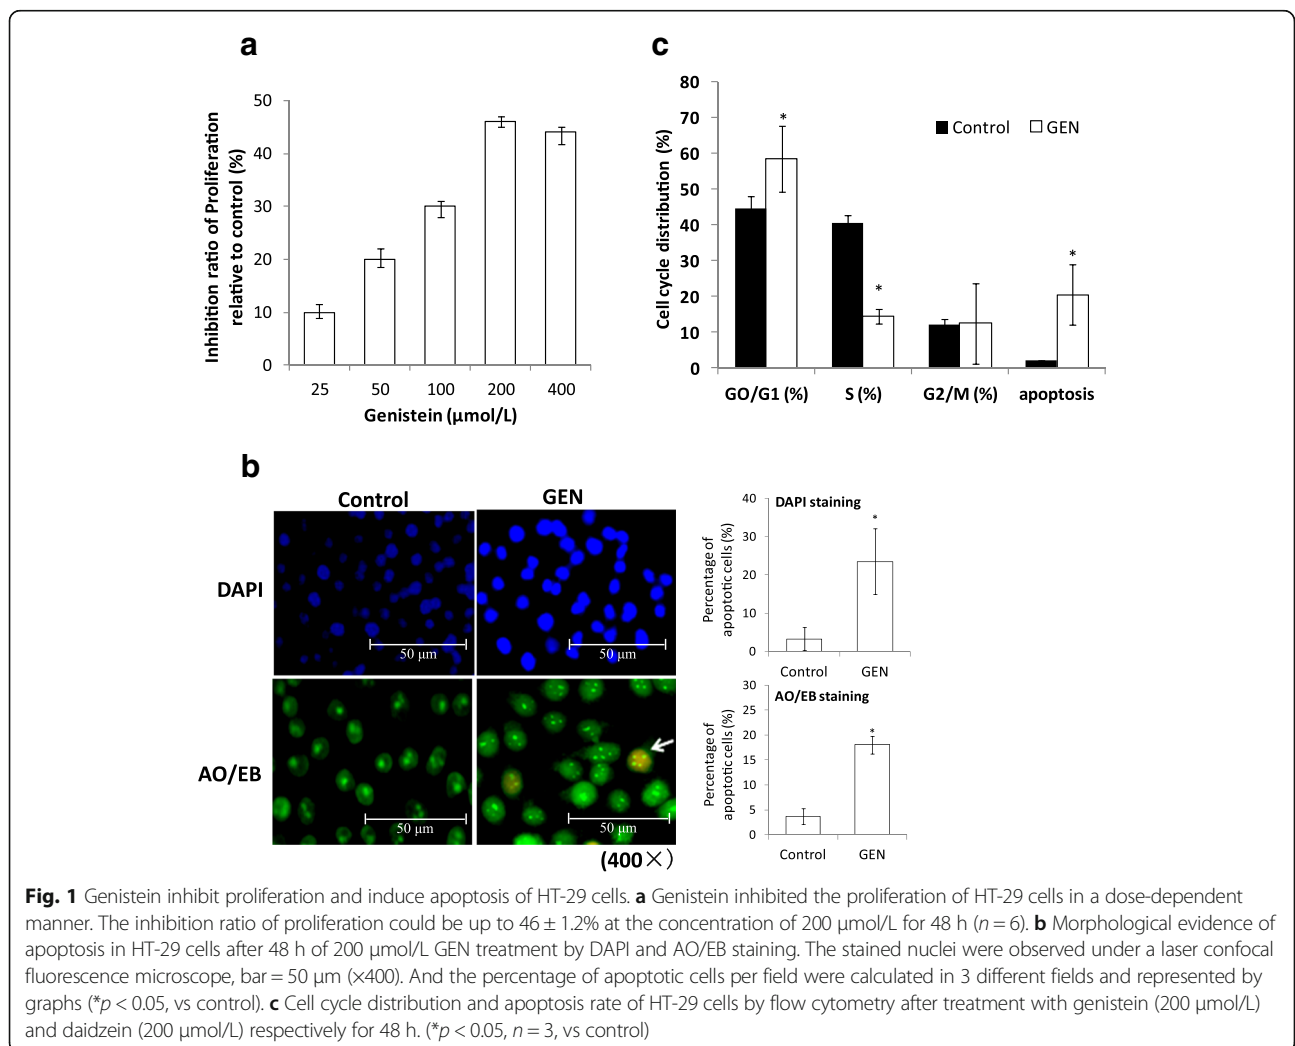 a
50
40
30
20
10
0
Inhibition ratio of Proliferation
relative to control (%)
25 50 100 200 400
Genistein (μmol/L)
c
80
70
60
50
40
30
20
10
0
Cell cycle distribution (%)
Control GEN
*
*
*
GO/G1 (%) S (%) G2/M (%) apoptosis
b
Control GEN
DAPI
50 μm 50 μm
AO/EB
50 μm 50 μm
(400×)
DAPI staining
40
30
20
10
0
Percentage of
apoptotic cells (%)
*
Control GEN
AO/EB staining
30
25
20
15
10
5
0
Percentage of
apoptotic cells (%)
*
Control GEN
Fig. 1 Genistein inhibit proliferation and induce apoptosis of HT-29 cells. a Genistein inhibited the proliferation of HT-29 cells in a dose-dependent
manner. The inhibition ratio of proliferation could be up to 46 ± 1.2% at the concentration of 200 μmol/L for 48 h (n = 6). b Morphological evidence of
apoptosis in HT-29 cells after 48 h of 200 μmol/L GEN treatment by DAPI and AO/EB staining. The stained nuclei were observed under a laser confocal
fluorescence microscope, bar = 50 μm (×400). And the percentage of apoptotic cells per field were calculated in 3 different fields and represented by
graphs (*p < 0.05, vs control). c Cell cycle distribution and apoptosis rate of HT-29 cells by flow cytometry after treatment with genistein (200 μmol/L)
and daidzein (200 μmol/L) respectively for 48 h. (*p < 0.05, n = 3, vs control)